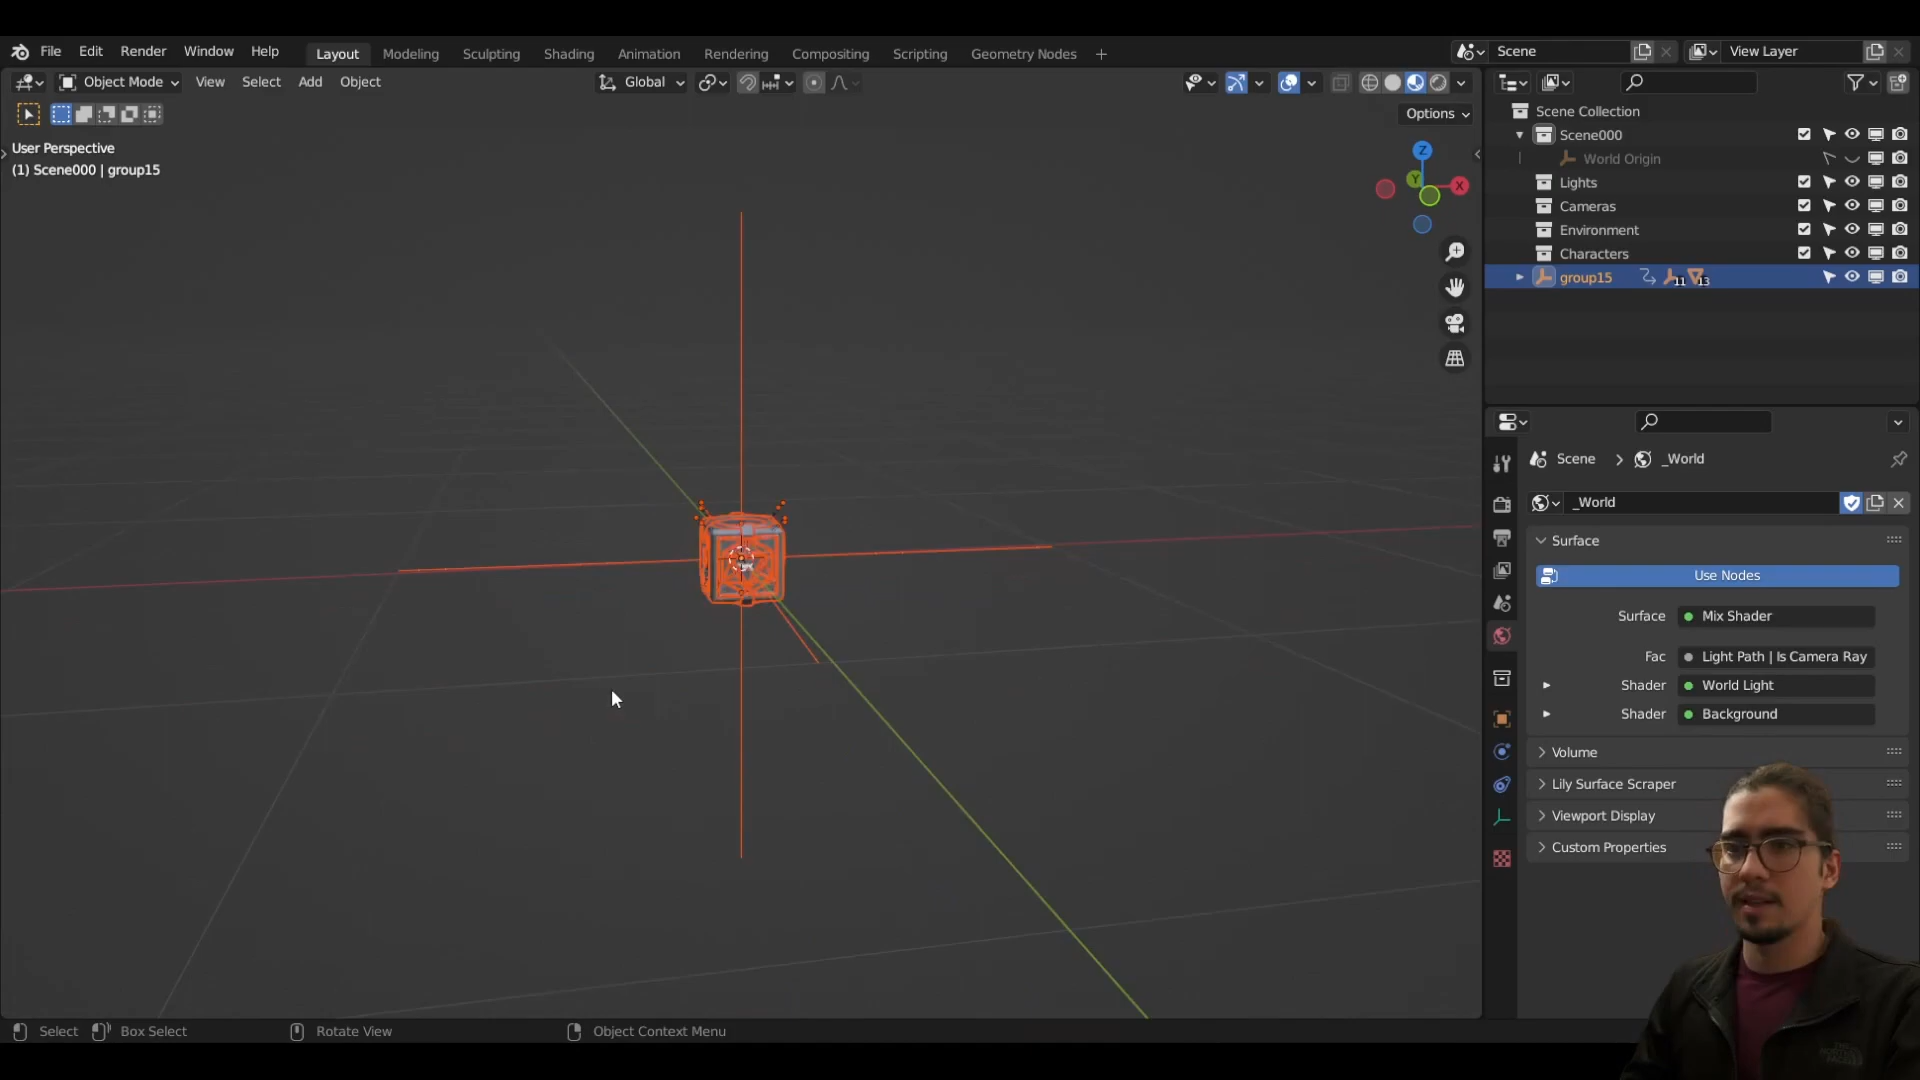 File Edit Render Window Help Layout Modeling Sculpting Shading Animation Rendering Compositing Scripting Geometry Nodes + Scene View Layer
Object Mode View Select Add Object Global
Options
User Perspective
(1) Scene000 | group15
Z
Y
X
Scene Collection
Scene000
World Origin
Lights
Cameras
Environment
Characters
group15 11 13
Scene > _World
_World
Surface
Use Nodes
Surface Mix Shader
Fac Light Path | Is Camera Ray
Shader World Light
Shader Background
Volume
Lily Surface Scraper
Viewport Display
Custom Properties
Select Box Select Rotate View Object Context Menu